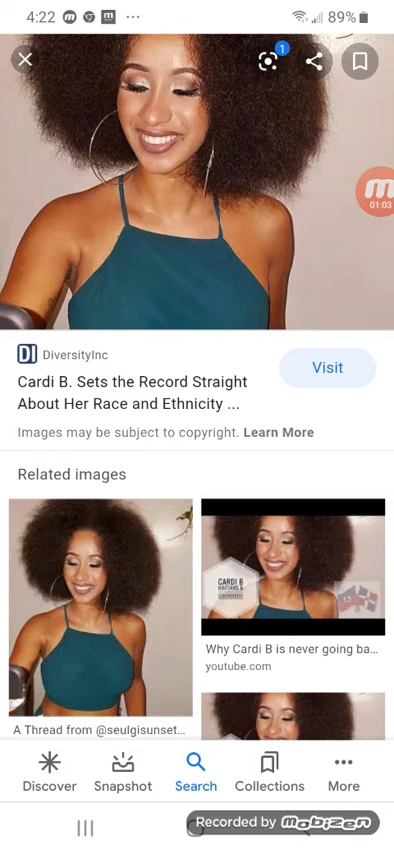 4:22
89%
1
01:03
DI DiversityInc
Cardi B. Sets the Record Straight
About Her Race and Ethnicity ...
Visit
Images may be subject to copyright. Learn More
Related images
CARDI B
A Thread from @seulgisunset...
Why Cardi B is never going ba...
youtube.com
Discover
Snapshot
Search
Collections
More
Recorded by mobizen